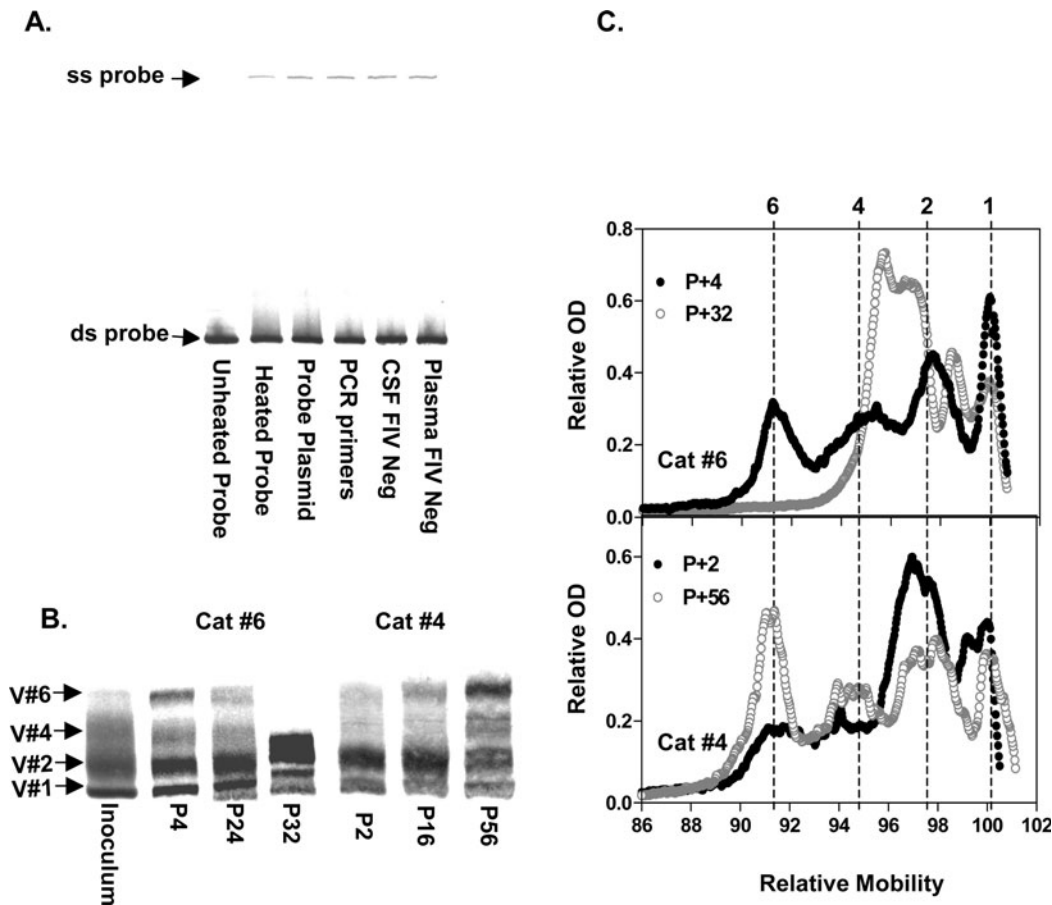 A.
ss probe
ds probe
Unheated Probe
Heated Probe
Probe Plasmid
PCR primers
CSF FIV Neg
Plasma FIV Neg
B.
Cat #6
Cat #4
V#6
V#4
V#2
V#1
Inoculum
P4
P24
P32
P2
P16
P56
C.
6 4 2 1
0.8
0.6
0.4
0.2
0.0
Relative OD
P+4
P+32
Cat #6
0.6
0.4
0.2
0.0
Relative OD
P+2
P+56
Cat #4
86 90 92 94 96 98 100 102
Relative Mobility